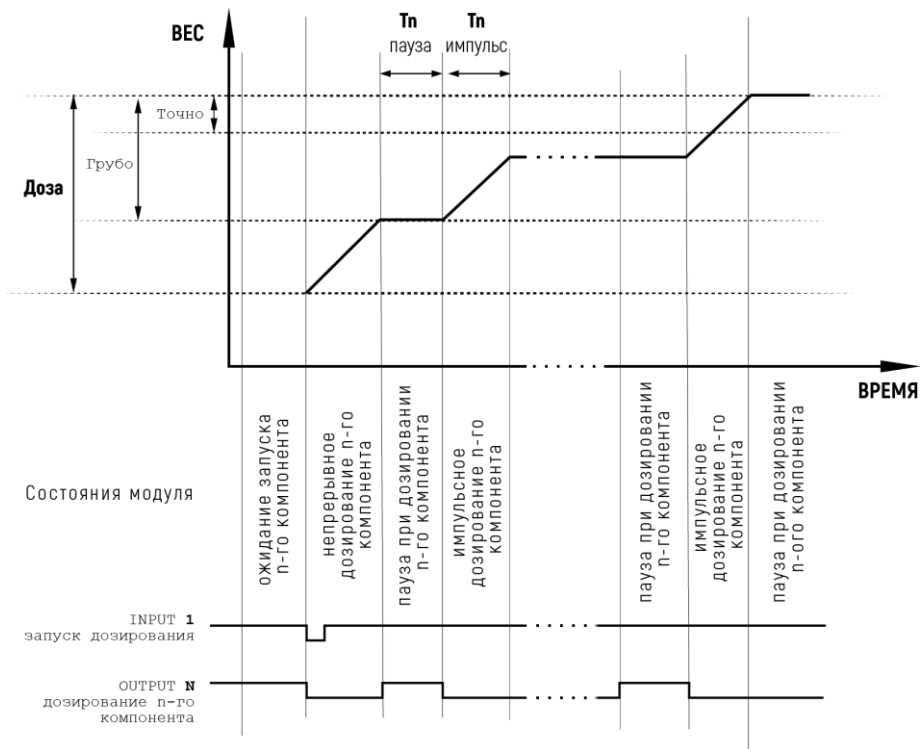 ВЕС
Tn
пауза
Tn
импульс
Точно
Грубо
Доза
ВРЕМЯ
Состояния модуля
ожидание запуска
n-го компонента
непрерывное
дозирование n-го
компонента
пауза при дозировании
n-го компонента
импульсное
дозирование n-го
компонента
пауза при дозировании
n-го компонента
импульсное
дозирование n-го
компонента
пауза при дозировании
n-ого компонента
INPUT 1
запуск дозирования
OUTPUT N
дозирование n-го
компонента